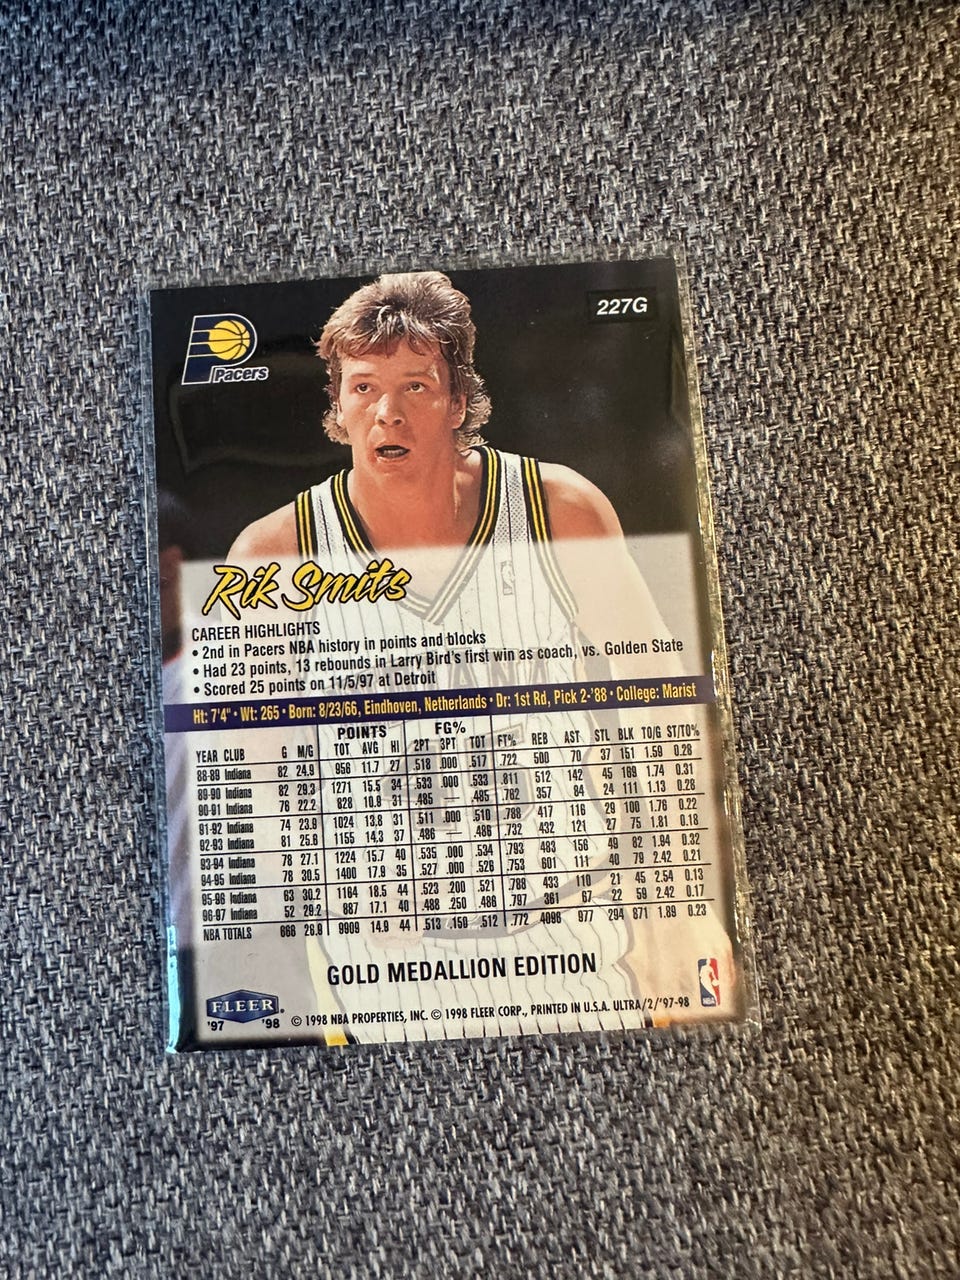 227G
Pacers
Rik Smits
CAREER HIGHLIGHTS
• 2nd in Pacers NBA history in points and blocks
• Had 23 points, 13 rebounds in Larry Bird's first win as coach, vs. Golden State
• Scored 25 points on 11/5/97 at Detroit
Ht: 7'4" • Wt: 265 • Born: 8/23/66, Eindhoven, Netherlands • Dr: 1st Rd, Pick 2-'88 • College: Marist
POINTS FG%
YEAR CLUB G M/G TOT AVG HI 2PT 3PT TOT FT% REB AST STL BLK TO/G ST/TO%
88-89 Indiana 82 24.9 956 11.7 27 .518 .000 .517 .722 500 70 37 151 1.59 0.28
89-90 Indiana 82 29.3 1271 15.5 34 .533 .000 .533 .811 512 142 45 169 1.74 0.31
90-91 Indiana 76 22.2 828 10.9 31 .485 — .485 .762 357 84 24 111 1.13 0.28
91-92 Indiana 74 23.9 1024 13.8 31 .511 .000 .510 .788 417 116 29 100 1.76 0.22
92-93 Indiana 81 25.6 1155 14.3 37 .486 — .486 .732 432 121 27 75 1.81 0.18
93-94 Indiana 78 27.1 1224 15.7 40 .535 .000 .534 .793 483 156 49 82 1.94 0.32
94-95 Indiana 78 30.5 1400 17.9 35 .527 .000 .526 .753 601 111 40 79 2.42 0.21
95-96 Indiana 63 30.2 1164 18.5 44 .523 .200 .521 .788 433 110 21 45 2.54 0.13
96-97 Indiana 52 29.2 887 17.1 40 .488 .250 .486 .797 361 67 22 59 2.42 0.17
NBA TOTALS 666 26.9 9909 14.9 44 .513 .159 .512 .772 4096 977 294 871 1.89 0.23
GOLD MEDALLION EDITION
FLEER
'97 '98
© 1998 NBA PROPERTIES, INC. © 1998 FLEER CORP., PRINTED IN U.S.A. ULTRA/2/'97-98
NBA